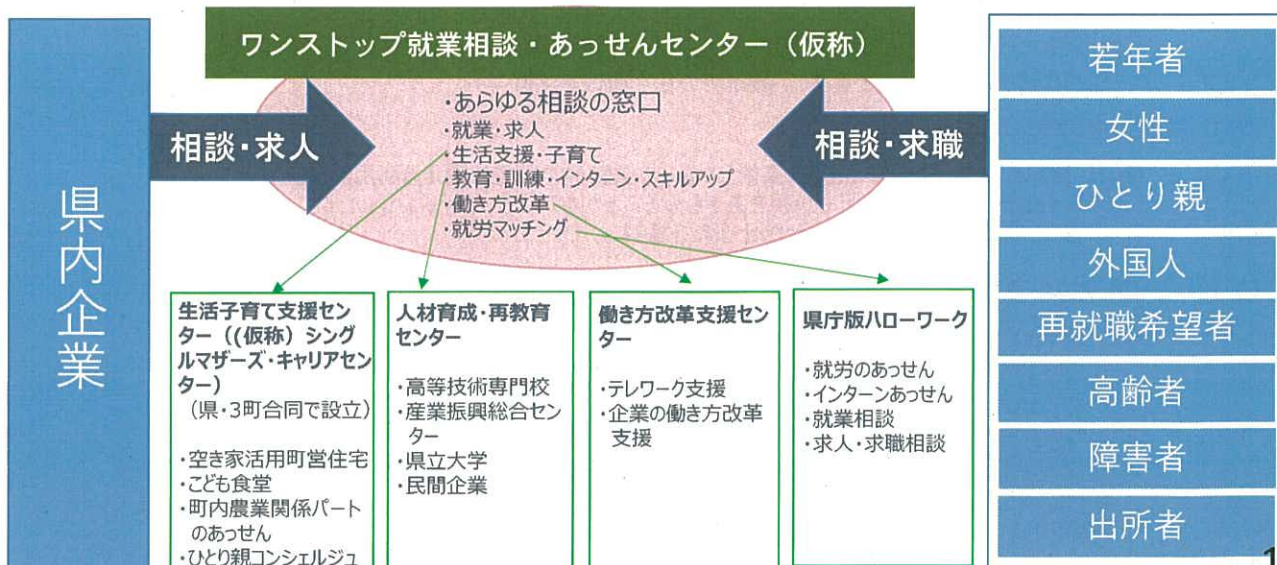 ワンストップ就業相談・あっせんセンター（仮称）
県内企業
相談・求人
・あらゆる相談の窓口
・就業・求人
・生活支援・子育て
・教育・訓練・インターン・スキルアップ
・働き方改革
・就労マッチング
相談・求職
若年者
女性
ひとり親
外国人
再就職希望者
高齢者
障害者
出所者
生活子育て支援セン
ター（(仮称）シング
ルマザーズ・キャリアセン
ター）
（県・3町合同で設立）
・空き家活用町営住宅
・こども食堂
・町内農業関係パート
のあっせん
・ひとり親コンシェルジュ
人材育成・再教育
センター
・高等技術専門校
・産業振興総合セン
ター
・県立大学
・民間企業
働き方改革支援セン
ター
・テレワーク支援
・企業の働き方改革
支援
県庁版ハローワーク
・就労のあっせん
・インターンあっせん
・就業相談
・求人・求職相談
1